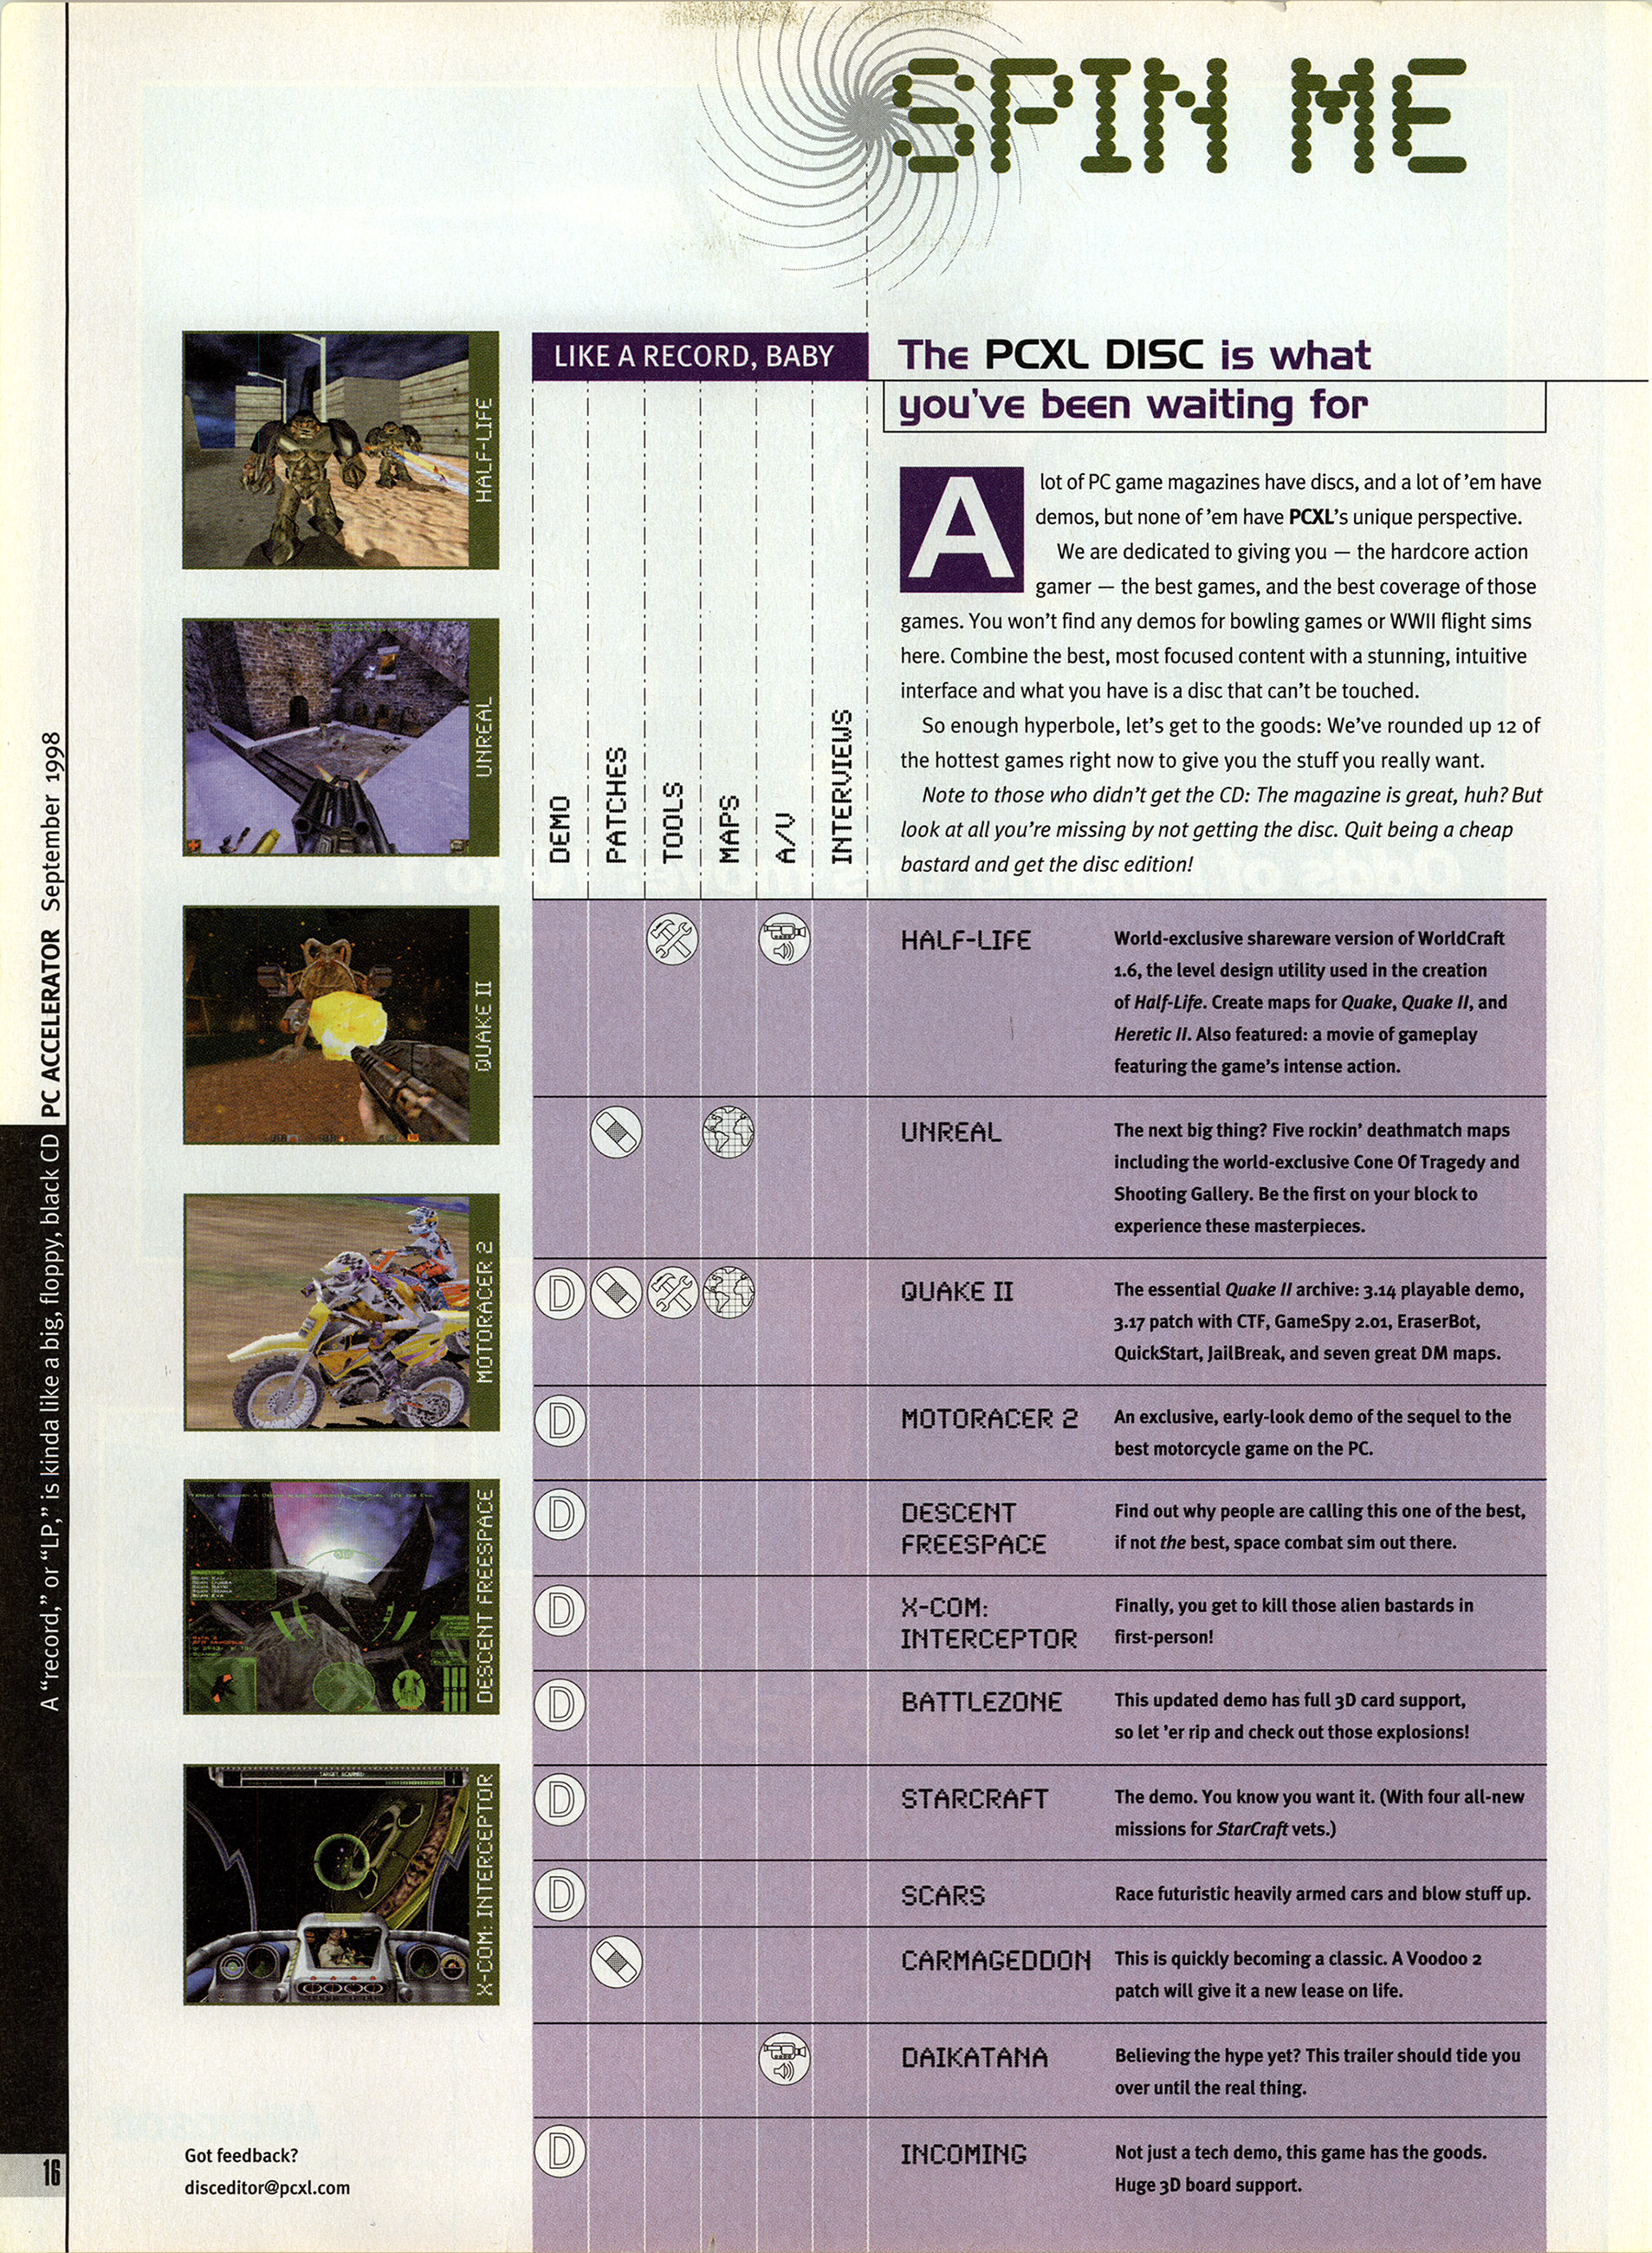 SPIN ME
LIKE A RECORD, BABY
The PCXL DISC is what
you've been waiting for
A lot of PC game magazines have discs, and a lot of 'em have
demos, but none of 'em have PCXL's unique perspective.
We are dedicated to giving you — the hardcore action
gamer — the best games, and the best coverage of those
games. You won't find any demos for bowling games or WWII flight sims
here. Combine the best, most focused content with a stunning, intuitive
interface and what you have is a disc that can't be touched.
So enough hyperbole, let's get to the goods: We've rounded up 12 of
the hottest games right now to give you the stuff you really want.
Note to those who didn't get the CD: The magazine is great, huh? But
look at all you're missing by not getting the disc. Quit being a cheap
bastard and get the disc edition!
HALF-LIFE
UNREAL
QUAKE II
MOTORACER 2
DESCENT FREESPACE
X-COM: INTERCEPTOR
DEMO
PATCHES
TOOLS
MAPS
A/V
INTERVIEWS
HALF-LIFE
World-exclusive shareware version of WorldCraft
1.6, the level design utility used in the creation
of Half-Life. Create maps for Quake, Quake II, and
Heretic II. Also featured: a movie of gameplay
featuring the game's intense action.
UNREAL
The next big thing? Five rockin' deathmatch maps
including the world-exclusive Cone Of Tragedy and
Shooting Gallery. Be the first on your block to
experience these masterpieces.
D
QUAKE II
The essential Quake II archive: 3.14 playable demo,
3.17 patch with CTF, GameSpy 2.01, EraserBot,
QuickStart, JailBreak, and seven great DM maps.
D
MOTORACER 2
An exclusive, early-look demo of the sequel to the
best motorcycle game on the PC.
D
DESCENT
FREESPACE
Find out why people are calling this one of the best,
if not the best, space combat sim out there.
D
X-COM:
INTERCEPTOR
Finally, you get to kill those alien bastards in
first-person!
D
BATTLEZONE
This updated demo has full 3D card support,
so let 'er rip and check out those explosions!
D
STARCRAFT
The demo. You know you want it. (With four all-new
missions for StarCraft vets.)
D
SCARS
Race futuristic heavily armed cars and blow stuff up.
CARMAGEDDON
This is quickly becoming a classic. A Voodoo 2
patch will give it a new lease on life.
DAIKATANA
Believing the hype yet? This trailer should tide you
over until the real thing.
D
INCOMING
Not just a tech demo, this game has the goods.
Huge 3D board support.
Got feedback?
disceditor@pcxl.com
A “record,” or “LP,” is kinda like a big, floppy, black CD PC ACCELERATOR September 1998
16